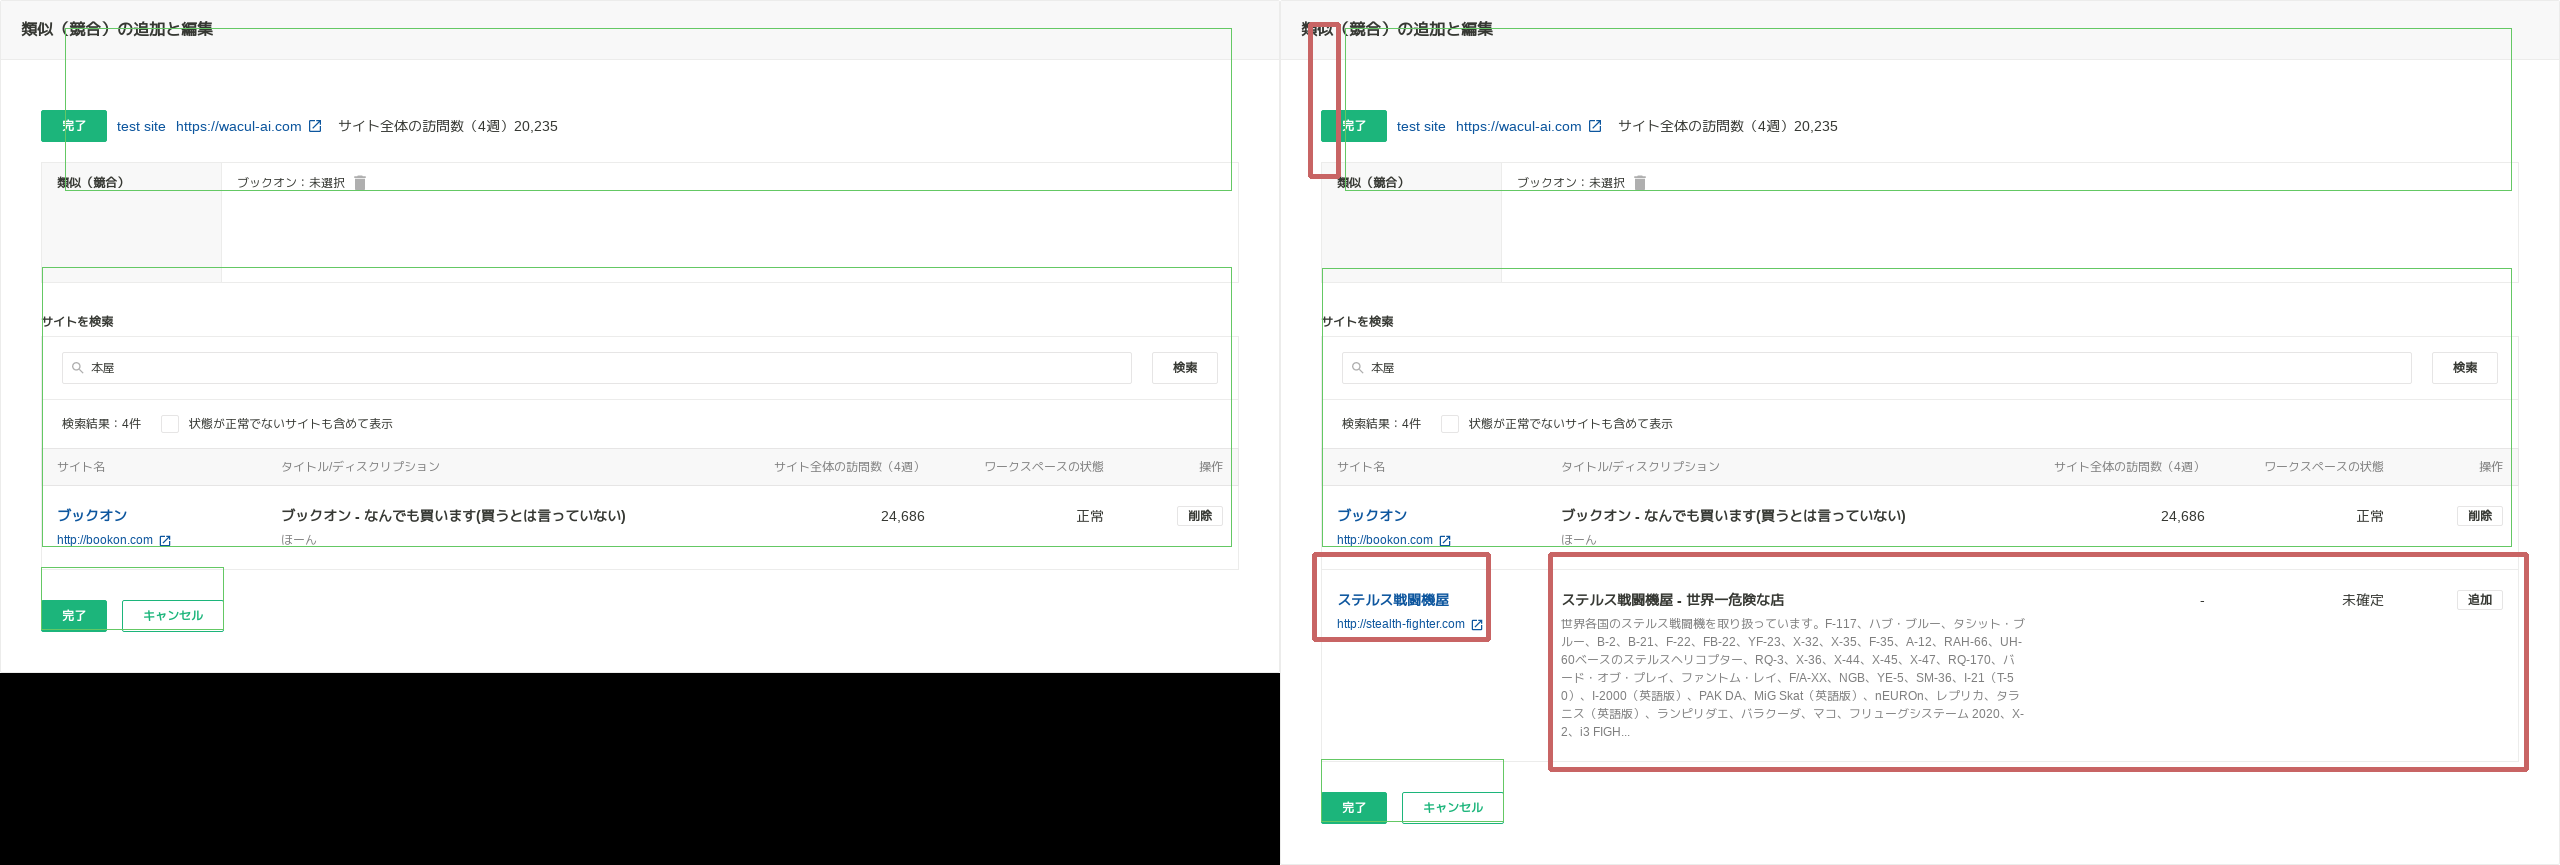 類似（競合）の追加と編集
完了 test site https://wacul-ai.com サイト全体の訪問数（4週）20,235
類似（競合） ブックオン：未選択
サイトを検索
本屋 検索
検索結果：4件 状態が正常でないサイトも含めて表示
サイト名 タイトル/ディスクリプション サイト全体の訪問数（4週） ワークスペースの状態 操作
ブックオン ブックオン - なんでも買います(買うとは言っていない) 24,686 正常 削除
http://bookon.com ほーん
完了 キャンセル
類似（競合）の追加と編集
完了 test site https://wacul-ai.com サイト全体の訪問数（4週）20,235
類似（競合） ブックオン：未選択
サイトを検索
本屋 検索
検索結果：4件 状態が正常でないサイトも含めて表示
サイト名 タイトル/ディスクリプション サイト全体の訪問数（4週） ワークスペースの状態 操作
ブックオン ブックオン - なんでも買います(買うとは言っていない) 24,686 正常 削除
http://bookon.com ほーん
ステルス戦闘機屋 ステルス戦闘機屋 - 世界一危険な店 - 未確定 追加
http://stealth-fighter.com 世界各国のステルス戦闘機を取り扱っています。F-117、ハブ・ブルー、タシット・ブ
ルー、B-2、B-21、F-22、FB-22、YF-23、X-32、X-35、F-35、A-12、RAH-66、UH-
60ベースのステルスヘリコプター、RQ-3、X-36、X-44、X-45、X-47、RQ-170、バ
ード・オブ・プレイ、ファントム・レイ、F/A-XX、NGB、YE-5、SM-36、I-21（T-5
0）、I-2000（英語版）、PAK DA、MiG Skat（英語版）、nEUROn、レプリカ、タラ
ニス（英語版）、ランピリダエ、バラクーダ、マコ、フリューグシステーム 2020、X-
2、i3 FIGH...
完了 キャンセル